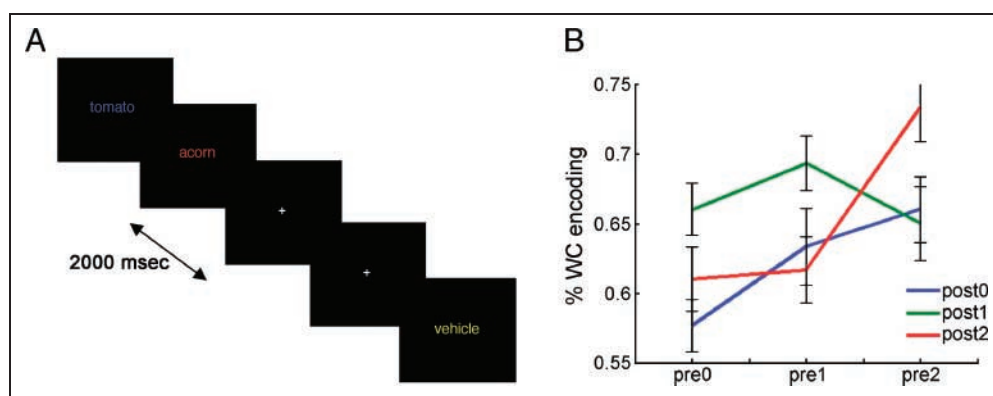 A
tomato
acorn
+
+
2000 msec
vehicle
B
% WC encoding
0.75
0.7
0.65
0.6
0.55
pre0
pre1
pre2
post0
post1
post2